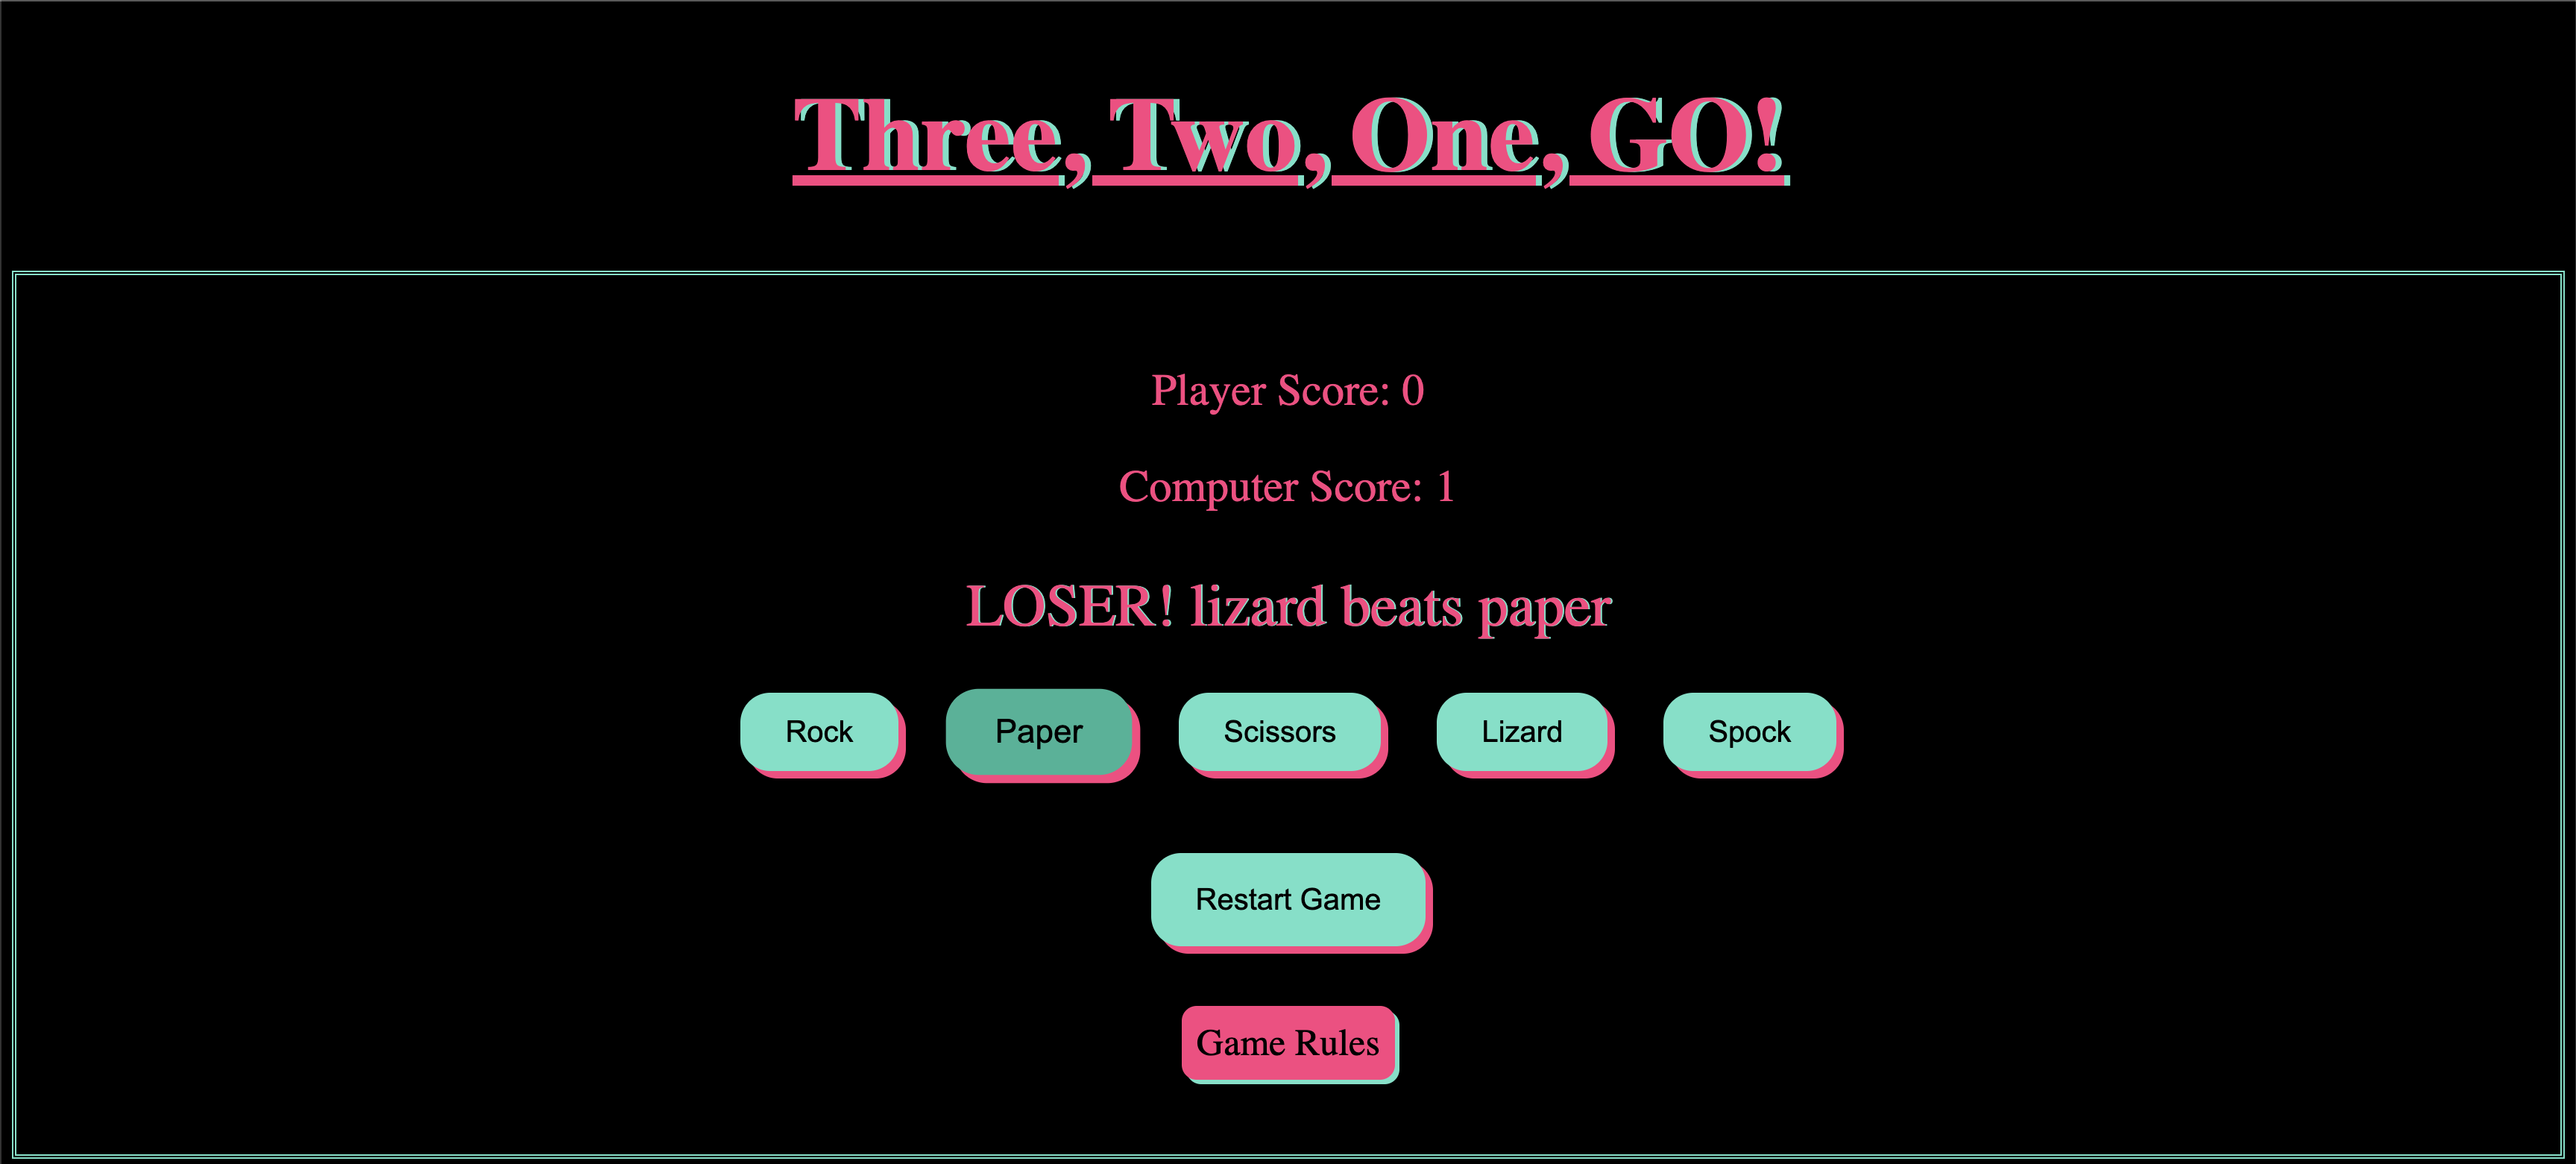 Three, Two, One, GO!
Player Score: 0
Computer Score: 1
LOSER! lizard beats paper
Rock Paper Scissors Lizard Spock
Restart Game
Game Rules